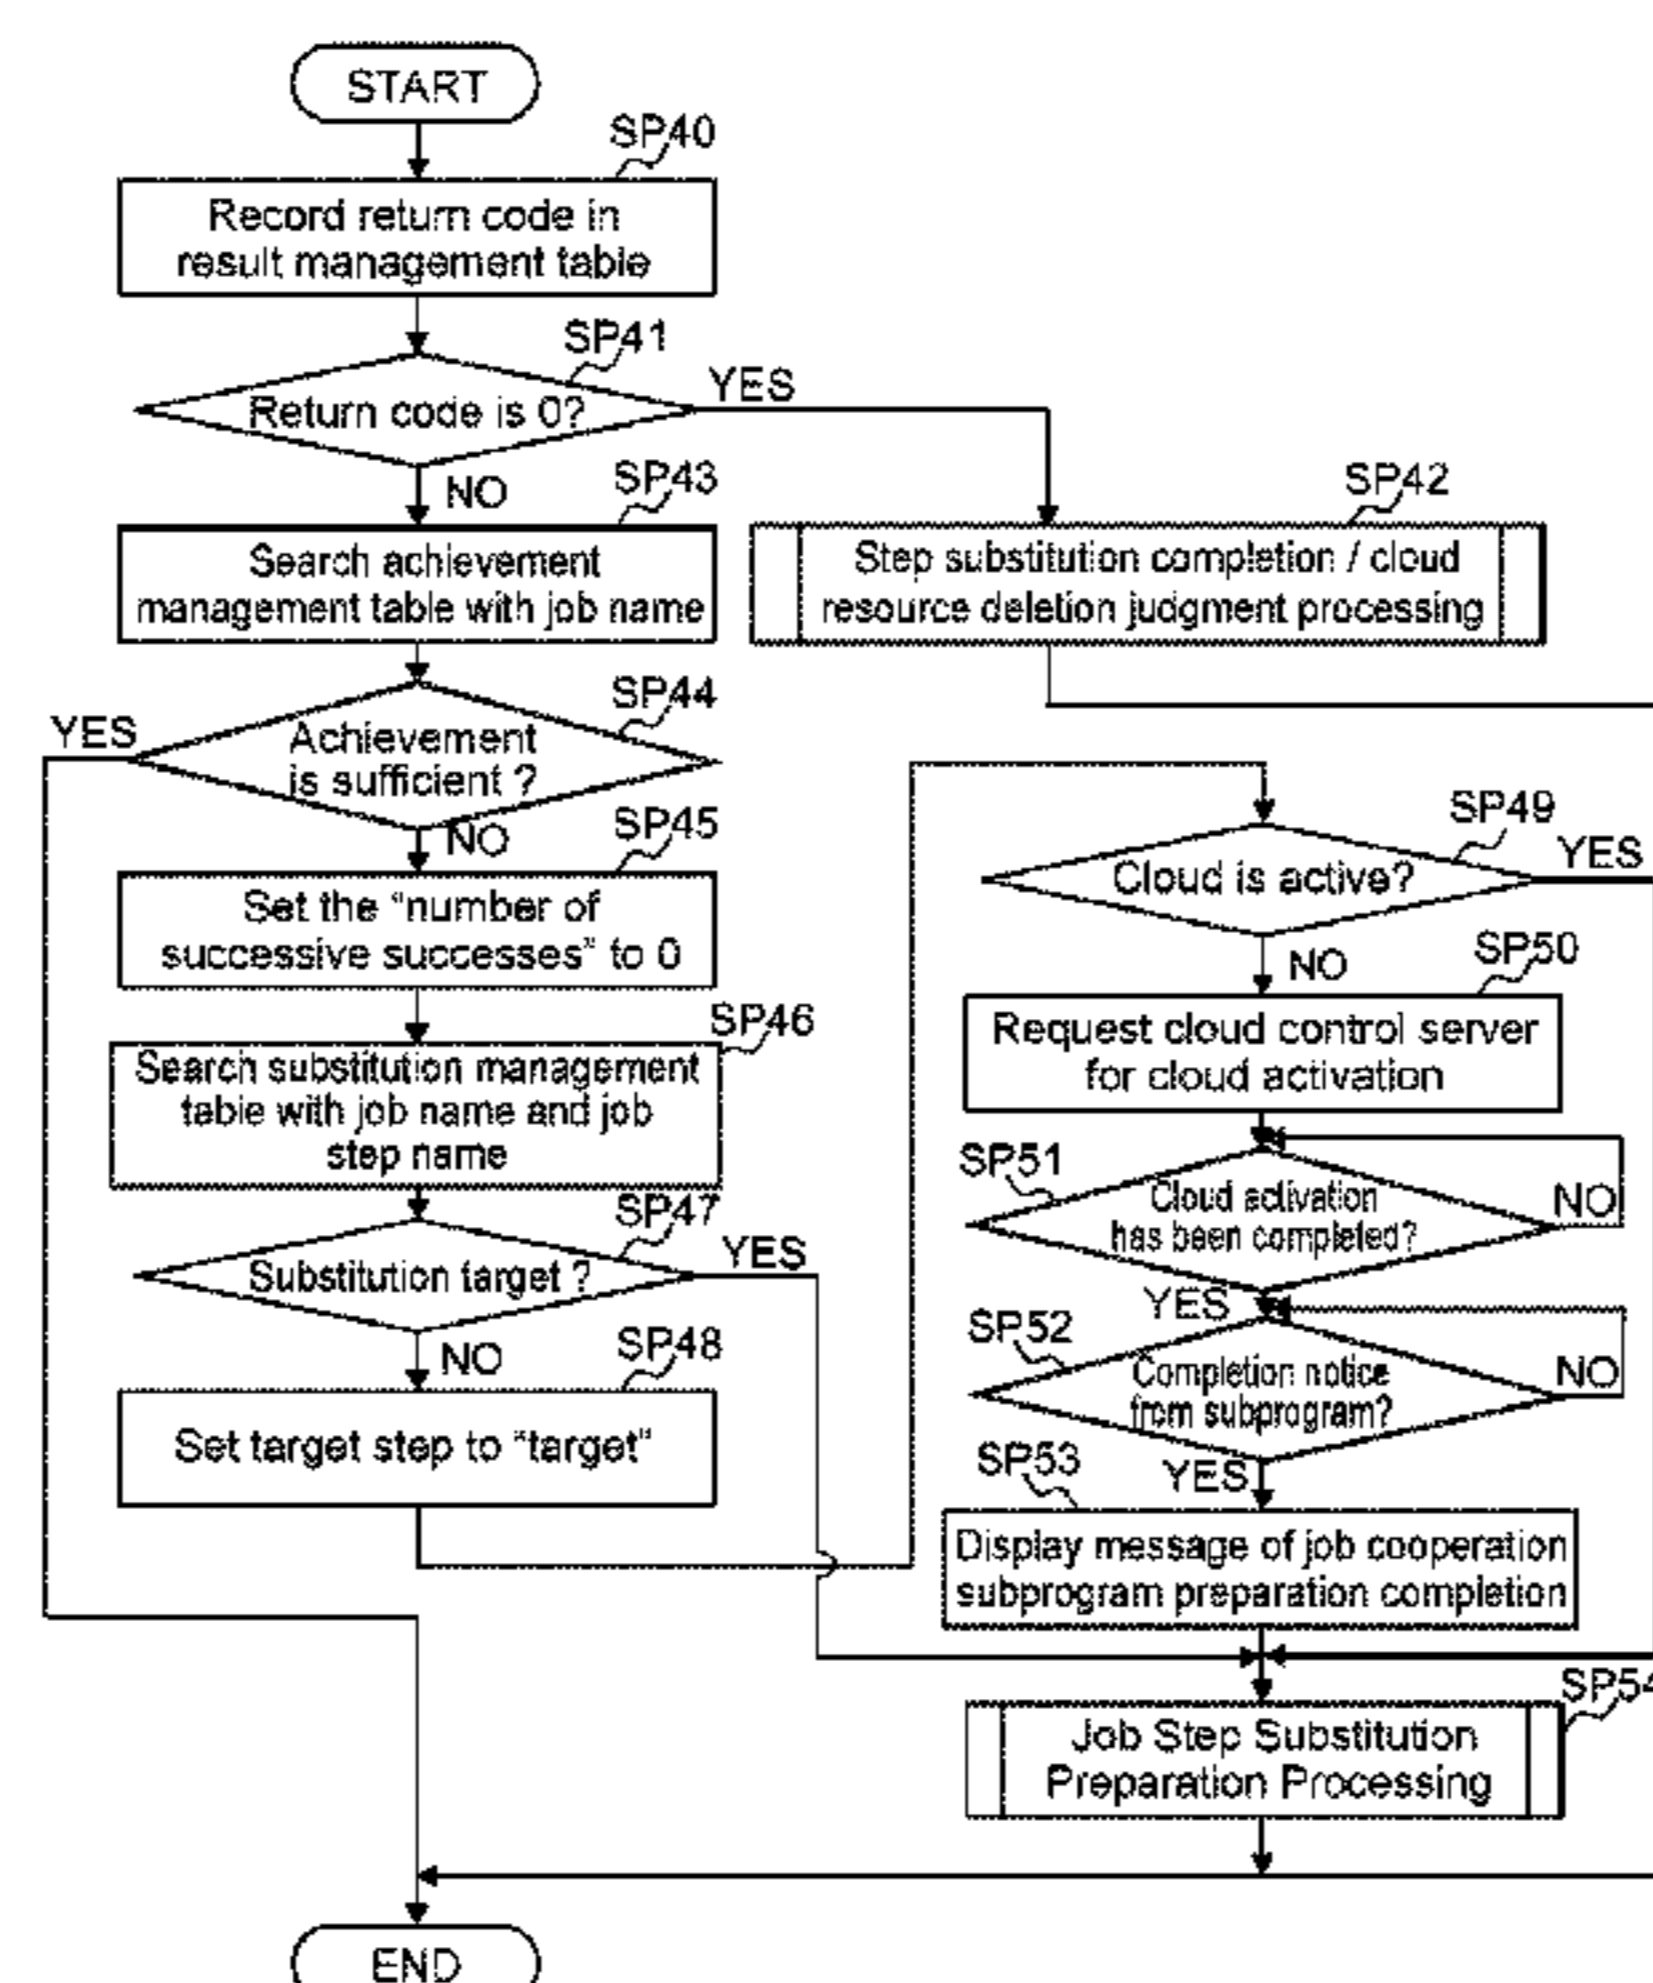 START
SP40
Record return code in
result management table
SP41
Return code is 0?
YES
NO
SP43
Search achievement
management table with job name
SP42
Step substitution completion / cloud
resource deletion judgment processing
SP44
YES
Achievement
is sufficient ?
NO
SP45
Set the "number of
successive successes" to 0
SP46
Search substitution management
table with job name and job
step name
SP47
Substitution target ?
YES
NO
SP48
Set target step to "target"
SP49
Cloud is active?
YES
NO
SP50
Request cloud control server
for cloud activation
SP51
Cloud activation
has been completed?
NO
YES
SP52
Completion notice
from subprogram?
NO
YES
SP53
Display message of job cooperation
subprogram preparation completion
SP54
Job Step Substitution
Preparation Processing
END